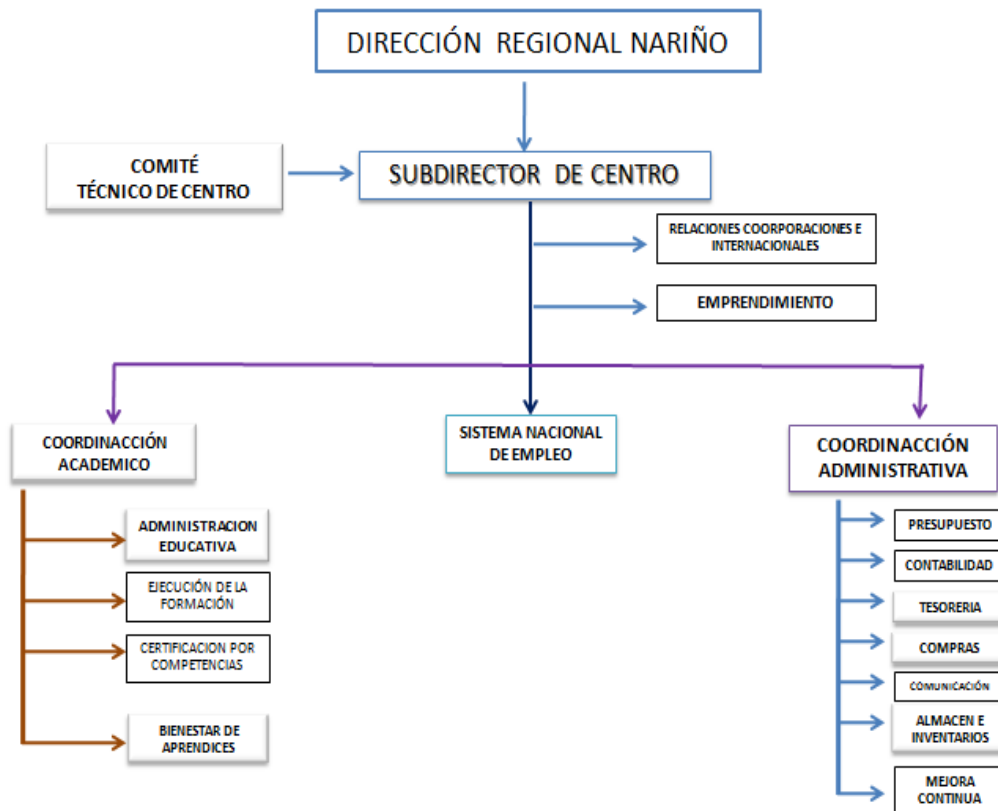 DIRECCIÓN REGIONAL NARIÑO
COMITÉ
TÉCNICO DE CENTRO
SUBDIRECTOR DE CENTRO
RELACIONES COORPORACIONES E
INTERNACIONALES
EMPRENDIMIENTO
COORDINACCIÓN
ACADEMICO
SISTEMA NACIONAL
DE EMPLEO
COORDINACCIÓN
ADMINISTRATIVA
ADMINISTRACION
EDUCATIVA
EJECUCIÓN DE LA
FORMACIÓN
CERTIFICACION POR
COMPETENCIAS
BIENESTAR DE
APRENDICES
PRESUPUESTO
CONTABILIDAD
TESORERIA
COMPRAS
COMUNICACIÓN
ALMACEN E
INVENTARIOS
MEJORA
CONTINUA